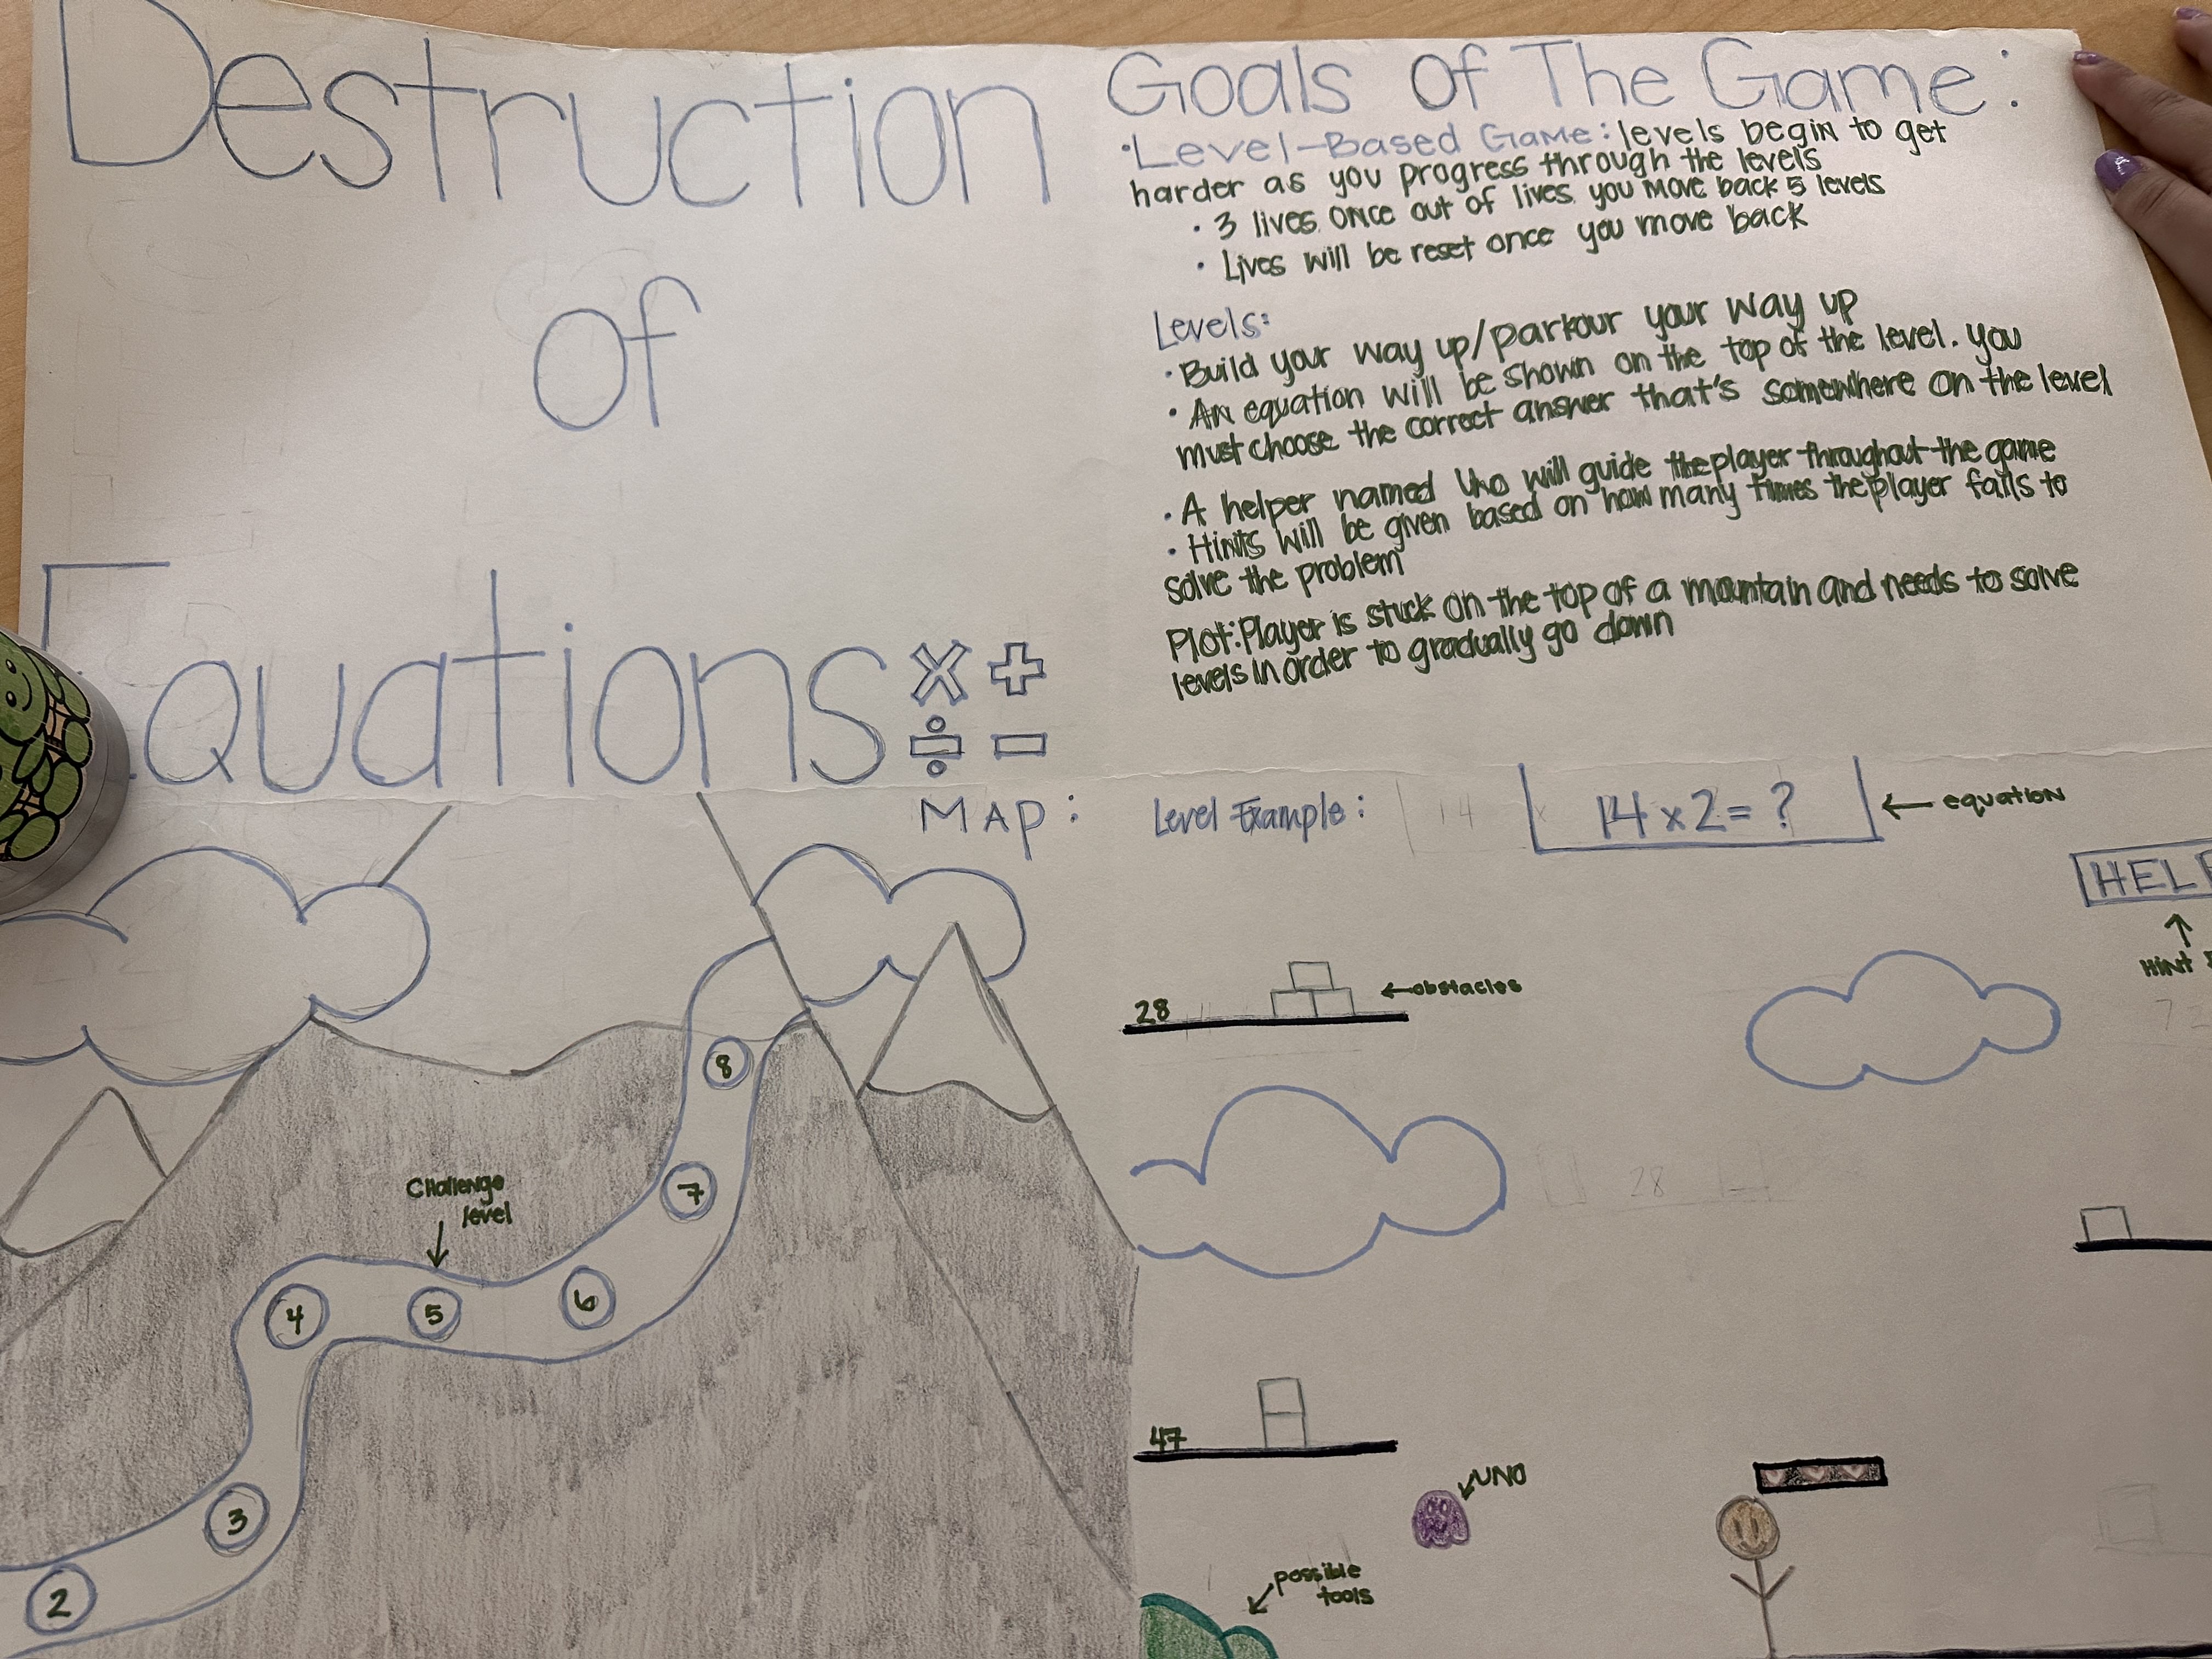 Destruction
of
Equations
× +
÷ −
Goals Of The Game:
•Level-Based Game: levels begin to get
harder as you progress through the levels
• 3 lives once out of lives you move back 5 levels
• Lives will be reset once you move back
Levels:
• Build your way up/parkour your way up
• An equation will be shown on the top of the level. You
must choose the correct answer that's somewhere on the level
• A helper named Uno will guide the player throughout the game
• Hints will be given based on how many times the player fails to
solve the problem
Plot: Player is stuck on the top of a mountain and needs to solve
levels in order to gradually go down
MAP:
8
7
Challenge
level
4
5
6
3
2
Level Example:
14 x 2 = ?
equation
HELP
Hint
28
obstacles
28
47
UNO
possible
tools